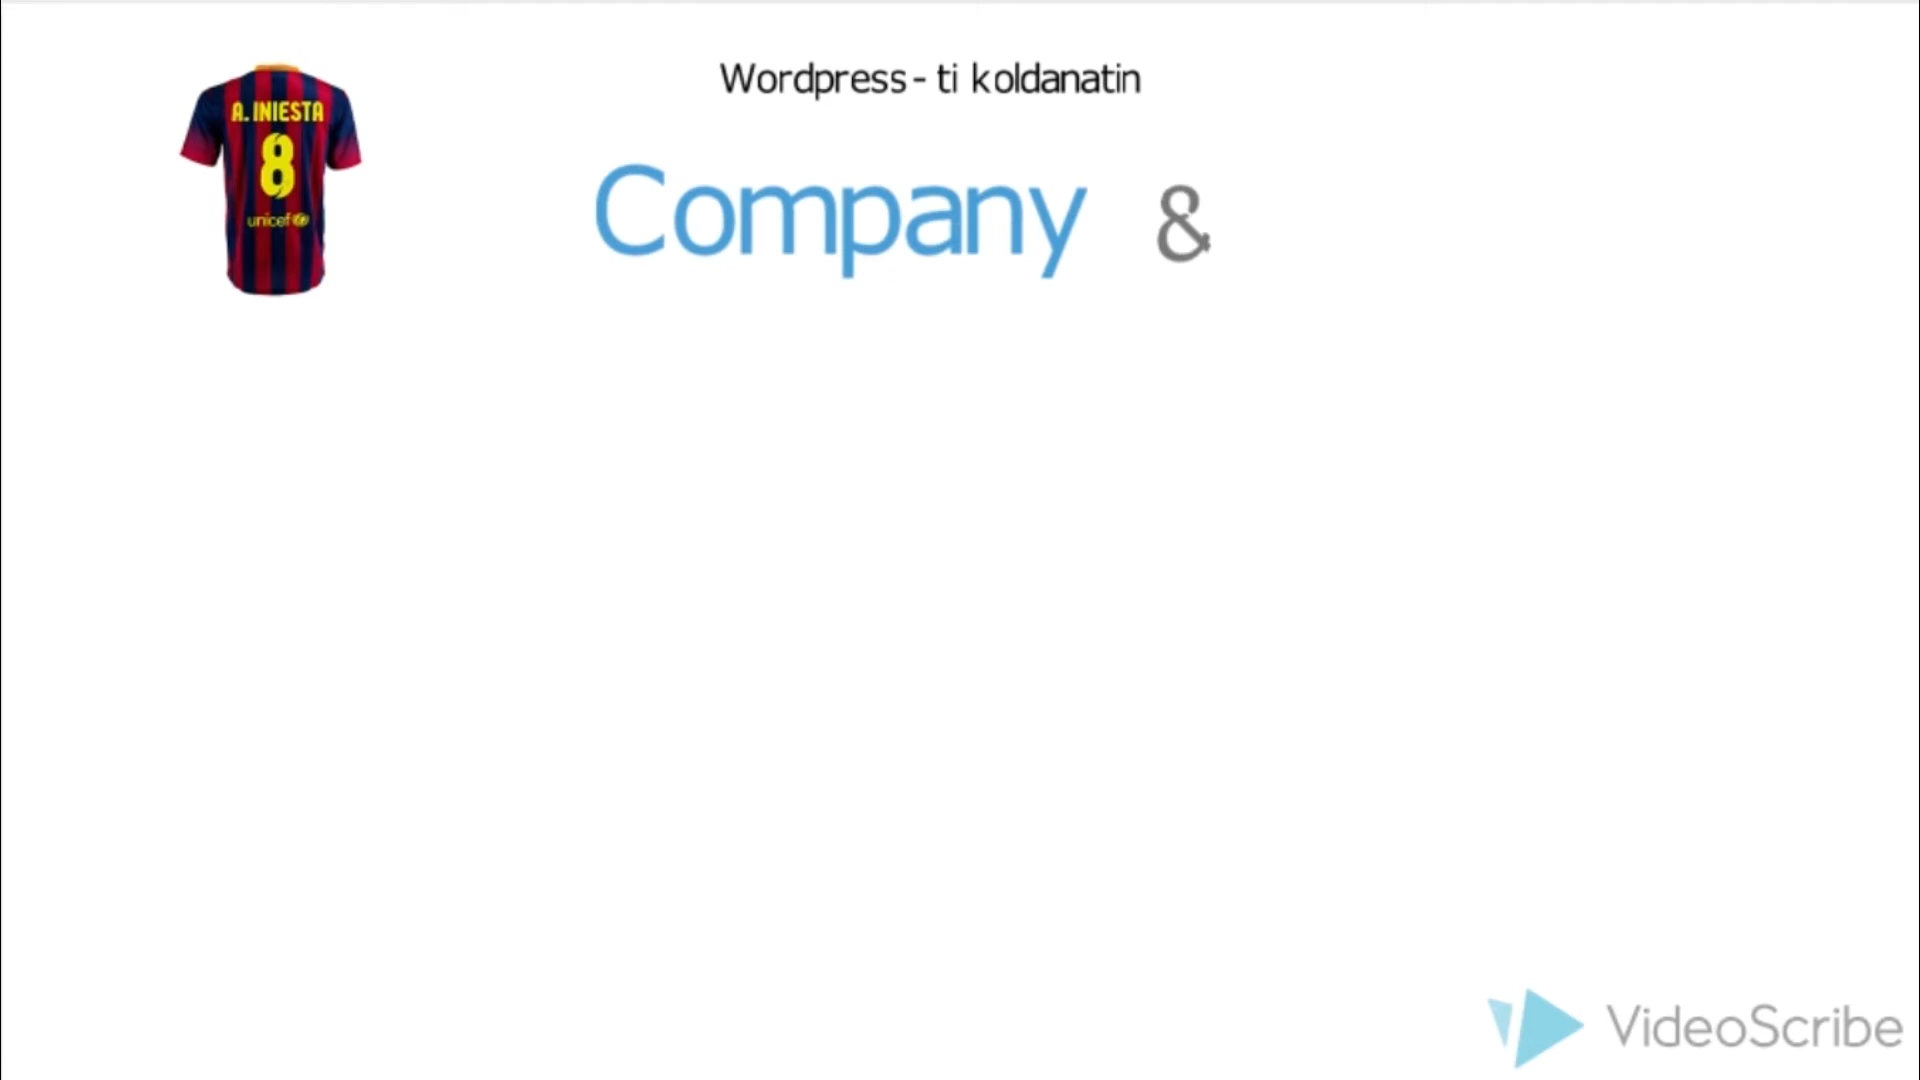 Wordpress - ti koldanatin
A. INIESTA
8
unicef
Company &
VideoScribe